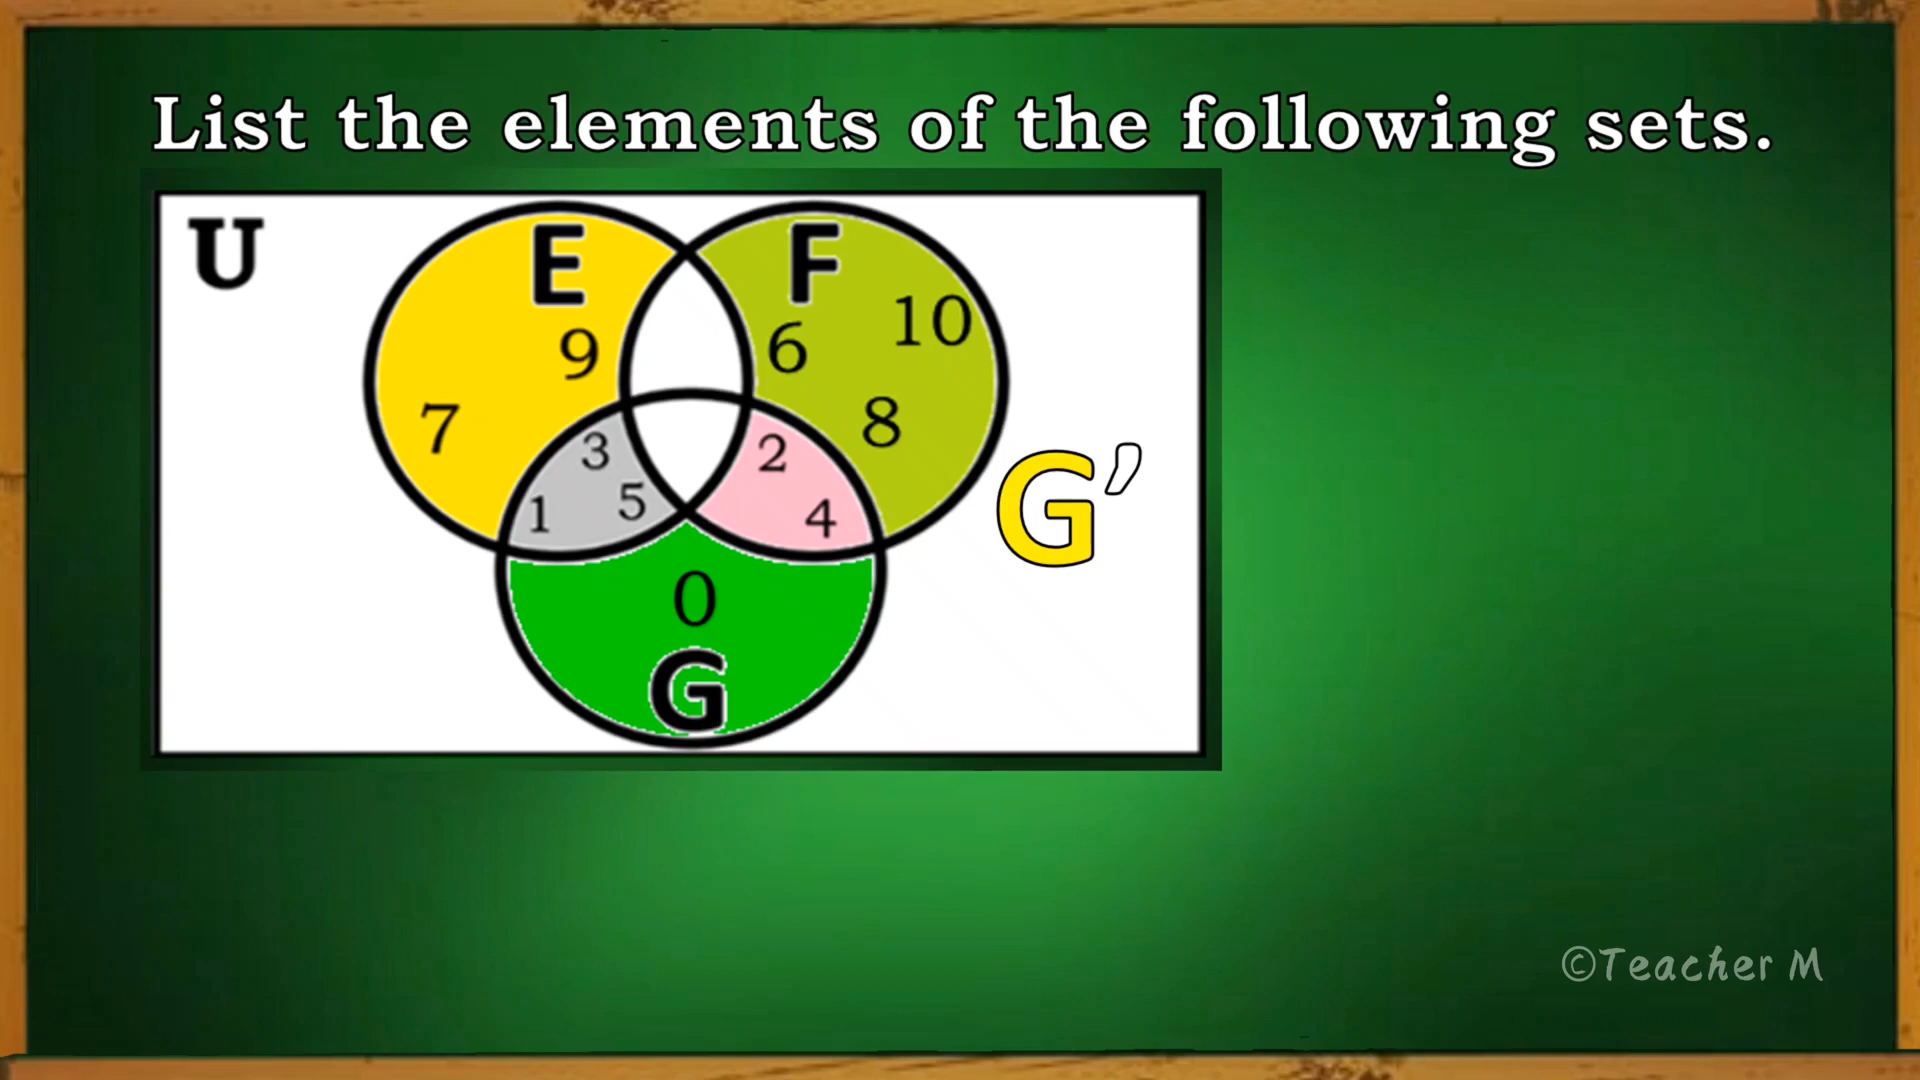 List the elements of the following sets.
U
E
F
9
6
10
7
8
3
2
1
5
4
G′
0
G
©Teacher M